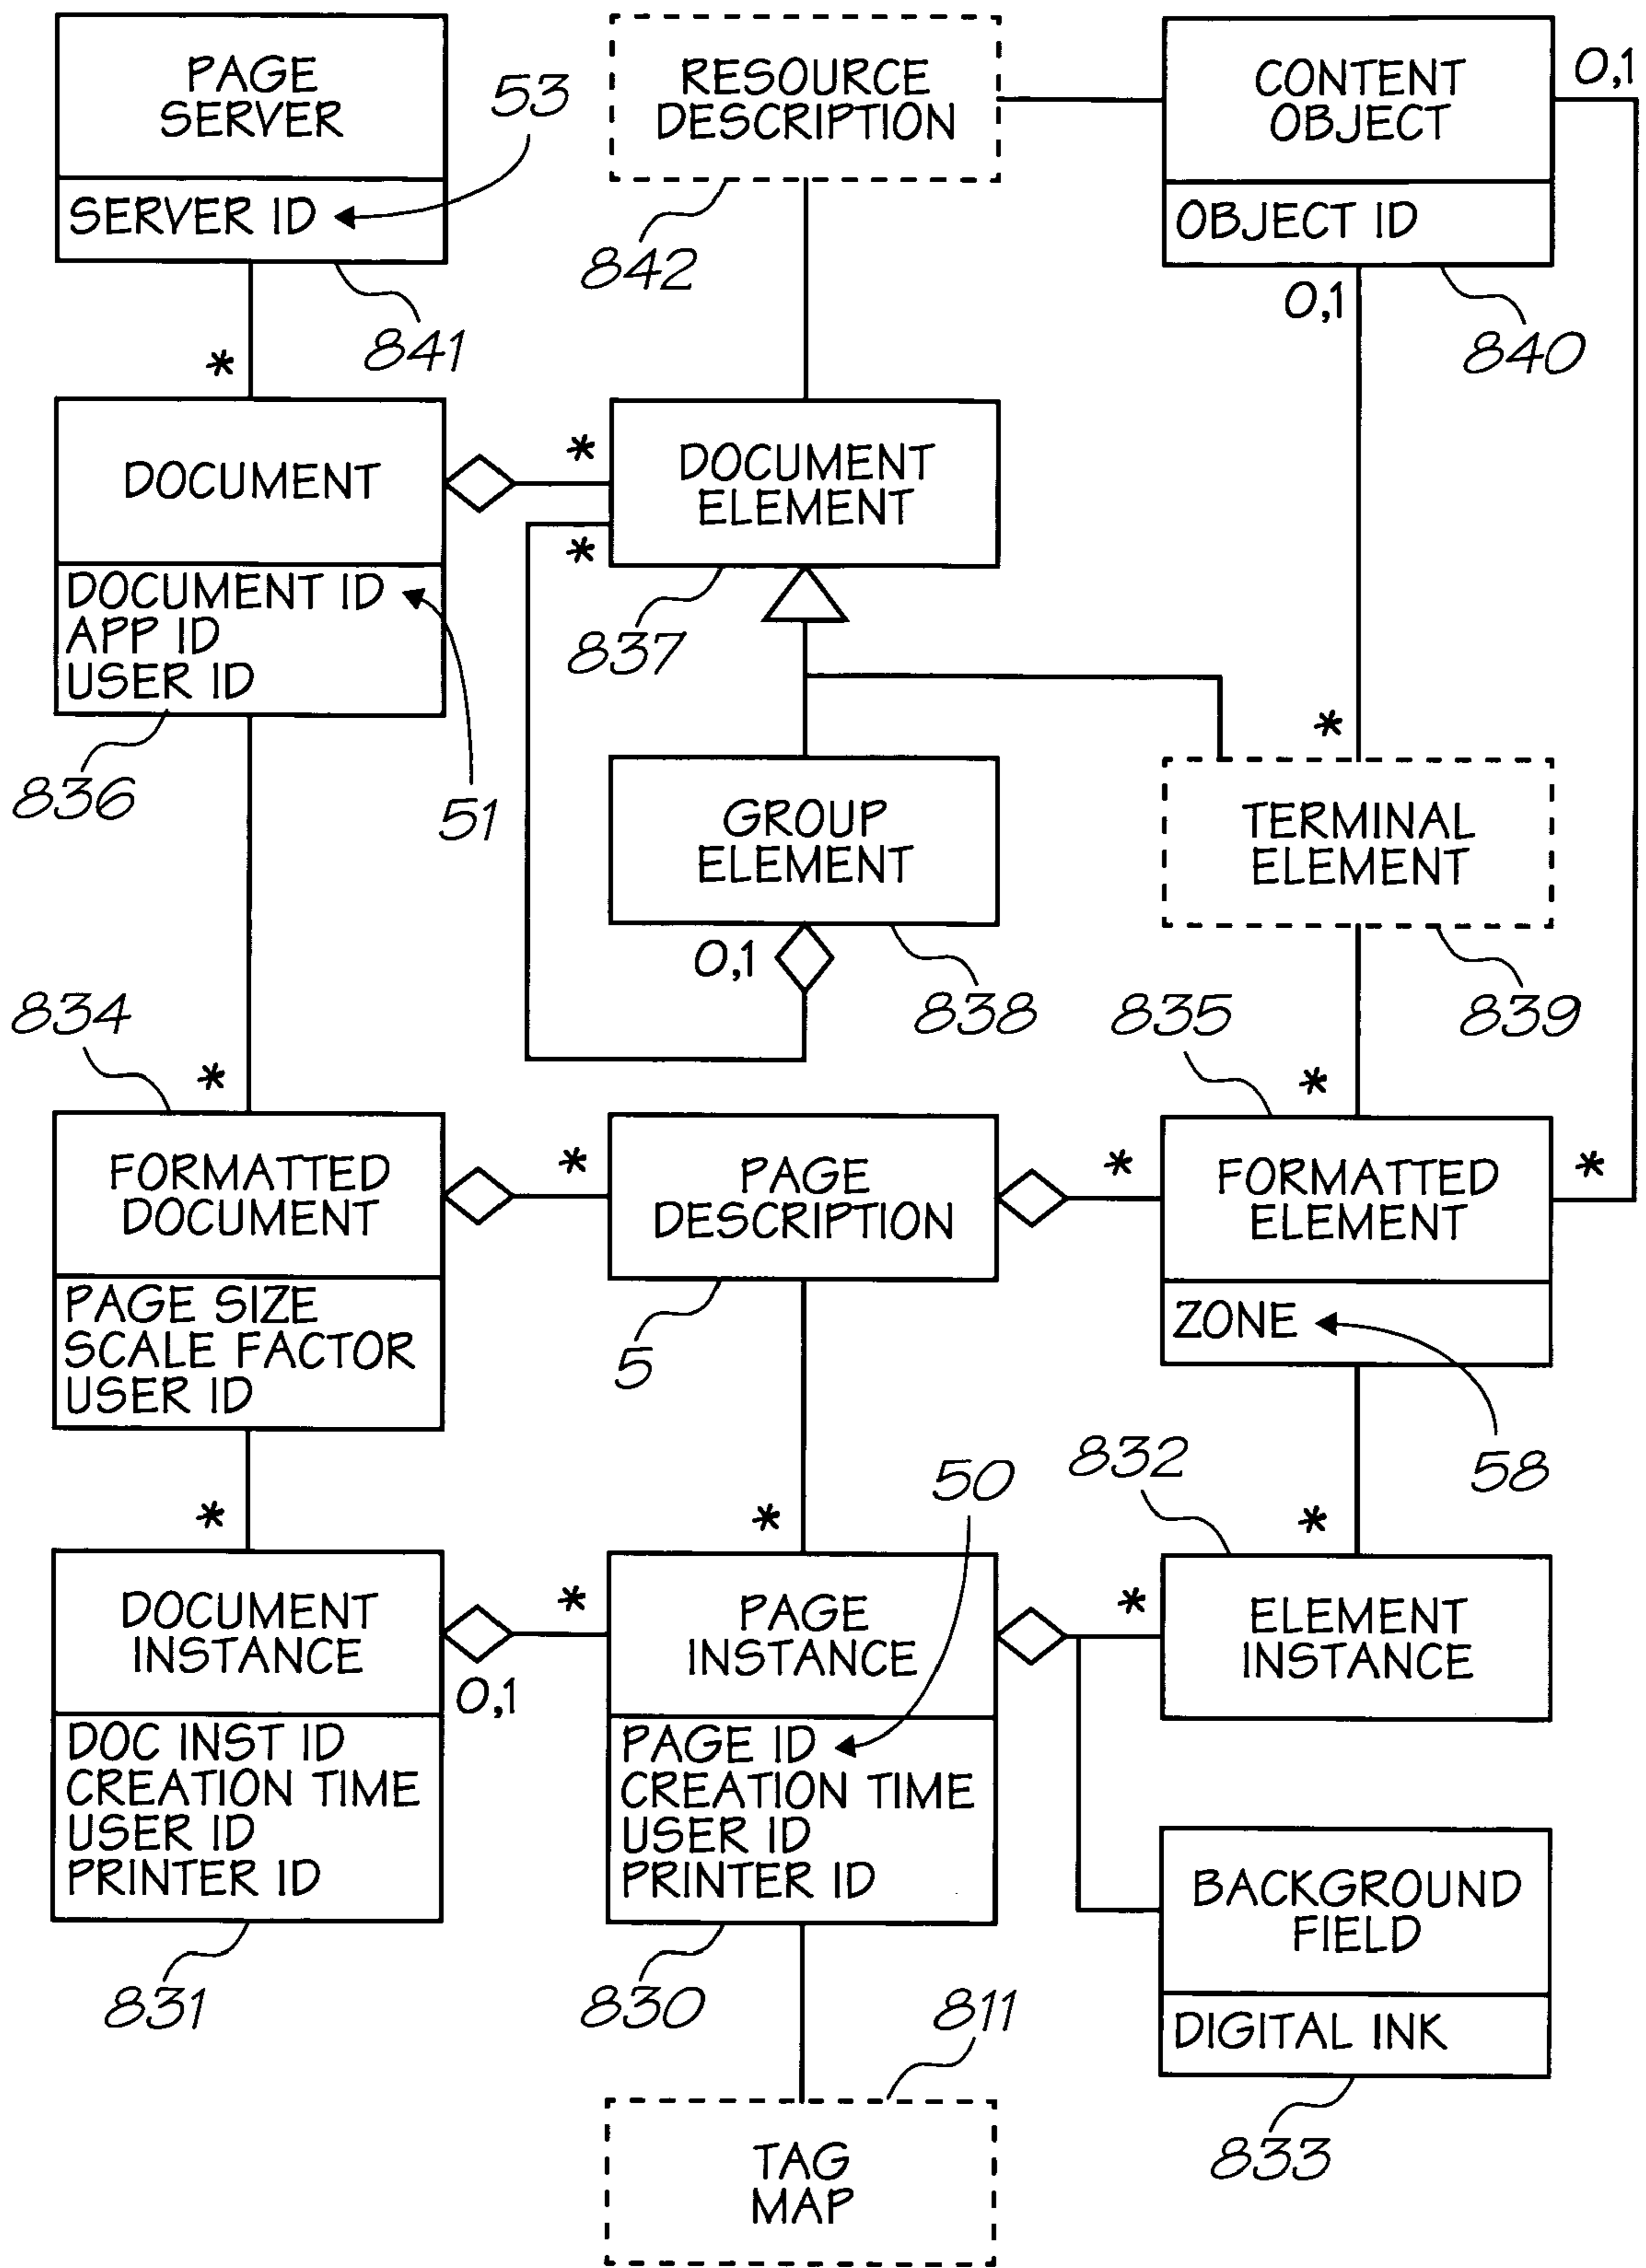 PAGE
SERVER
SERVER ID
53
841
RESOURCE
DESCRIPTION
842
CONTENT
OBJECT
OBJECT ID
0,1
0,1
840
*
DOCUMENT
DOCUMENT ID
APP ID
USER ID
836
51
*
*
DOCUMENT
ELEMENT
837
GROUP
ELEMENT
0,1
838
*
TERMINAL
ELEMENT
839
834
*
FORMATTED
DOCUMENT
PAGE SIZE
SCALE FACTOR
USER ID
*
PAGE
DESCRIPTION
5
835
*
*
*
FORMATTED
ELEMENT
ZONE
58
*
DOCUMENT
INSTANCE
DOC INST ID
CREATION TIME
USER ID
PRINTER ID
831
0,1
*
*
50
PAGE
INSTANCE
PAGE ID
CREATION TIME
USER ID
PRINTER ID
830
832
*
*
ELEMENT
INSTANCE
BACKGROUND
FIELD
DIGITAL INK
833
811
TAG
MAP